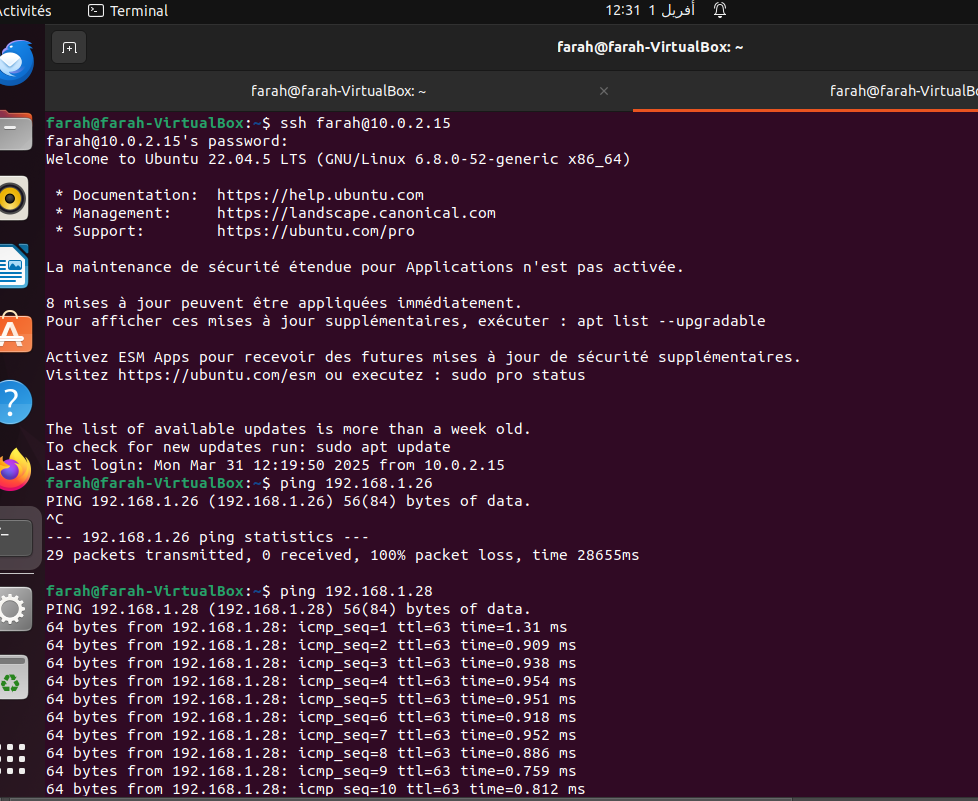 ctivités
Terminal
12:31 1 أفريل
farah@farah-VirtualBox: ~
farah@farah-VirtualBox: ~
×
farah@farah-VirtualBo
farah@farah-VirtualBox:~$ ssh farah@10.0.2.15
farah@10.0.2.15's password:
Welcome to Ubuntu 22.04.5 LTS (GNU/Linux 6.8.0-52-generic x86_64)
* Documentation:  https://help.ubuntu.com
* Management:     https://landscape.canonical.com
* Support:        https://ubuntu.com/pro
La maintenance de sécurité étendue pour Applications n'est pas activée.
8 mises à jour peuvent être appliquées immédiatement.
Pour afficher ces mises à jour supplémentaires, exécuter : apt list --upgradable
Activez ESM Apps pour recevoir des futures mises à jour de sécurité supplémentaires.
Visitez https://ubuntu.com/esm ou executez : sudo pro status
The list of available updates is more than a week old.
To check for new updates run: sudo apt update
Last login: Mon Mar 31 12:19:50 2025 from 10.0.2.15
farah@farah-VirtualBox:~$ ping 192.168.1.26
PING 192.168.1.26 (192.168.1.26) 56(84) bytes of data.
^C
--- 192.168.1.26 ping statistics ---
29 packets transmitted, 0 received, 100% packet loss, time 28655ms
farah@farah-VirtualBox:~$ ping 192.168.1.28
PING 192.168.1.28 (192.168.1.28) 56(84) bytes of data.
64 bytes from 192.168.1.28: icmp_seq=1 ttl=63 time=1.31 ms
64 bytes from 192.168.1.28: icmp_seq=2 ttl=63 time=0.909 ms
64 bytes from 192.168.1.28: icmp_seq=3 ttl=63 time=0.938 ms
64 bytes from 192.168.1.28: icmp_seq=4 ttl=63 time=0.954 ms
64 bytes from 192.168.1.28: icmp_seq=5 ttl=63 time=0.951 ms
64 bytes from 192.168.1.28: icmp_seq=6 ttl=63 time=0.918 ms
64 bytes from 192.168.1.28: icmp_seq=7 ttl=63 time=0.952 ms
64 bytes from 192.168.1.28: icmp_seq=8 ttl=63 time=0.886 ms
64 bytes from 192.168.1.28: icmp_seq=9 ttl=63 time=0.759 ms
64 bytes from 192.168.1.28: icmp_seq=10 ttl=63 time=0.812 ms